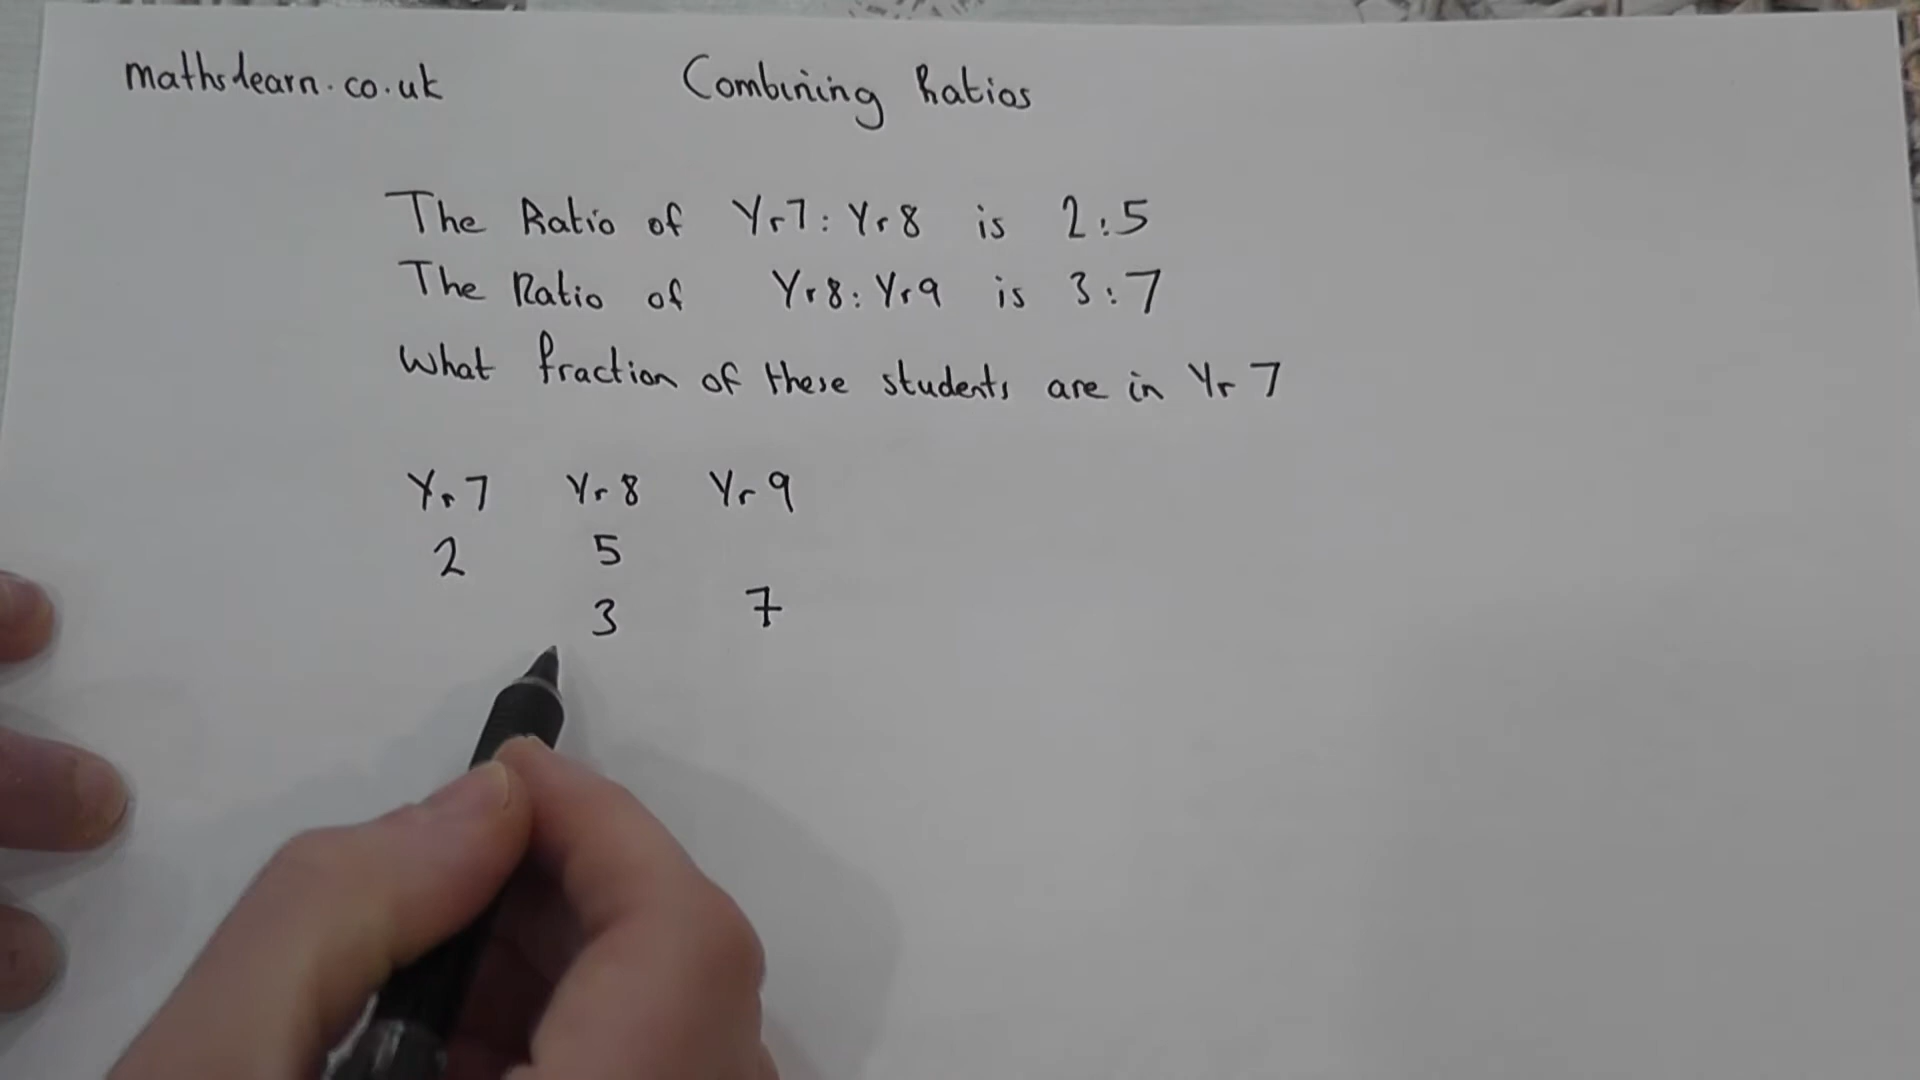 mathslearn.co.uk
Combining Ratios
The Ratio of Yr7:Yr8 is 2:5
The Ratio of Yr8:Yr9 is 3:7
What fraction of these students are in Yr 7
Yr 7 Yr 8 Yr 9
2 5
3 7